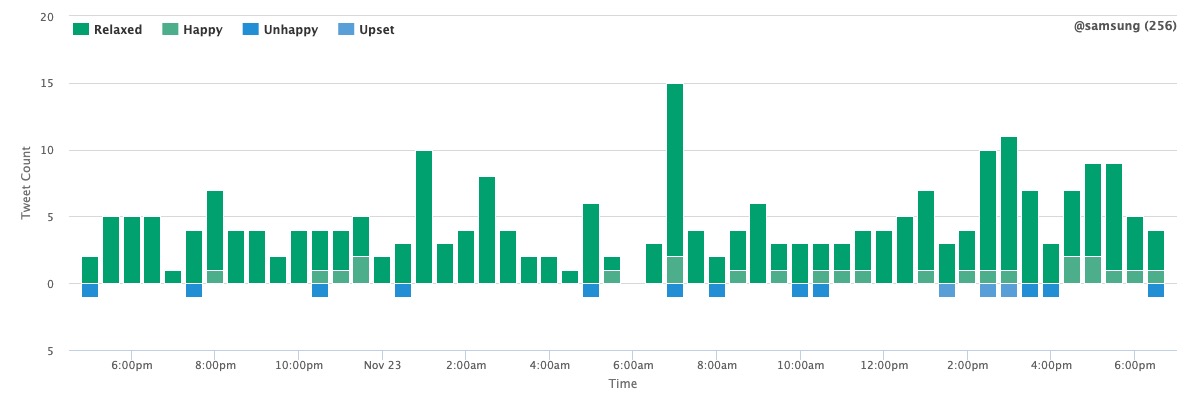 20
Relaxed Happy Unhappy Upset
@samsung (256)
15
10
Tweet Count
5
0
5
6:00pm 8:00pm 10:00pm Nov 23 2:00am 4:00am 6:00am 8:00am 10:00am 12:00pm 2:00pm 4:00pm 6:00pm
Time